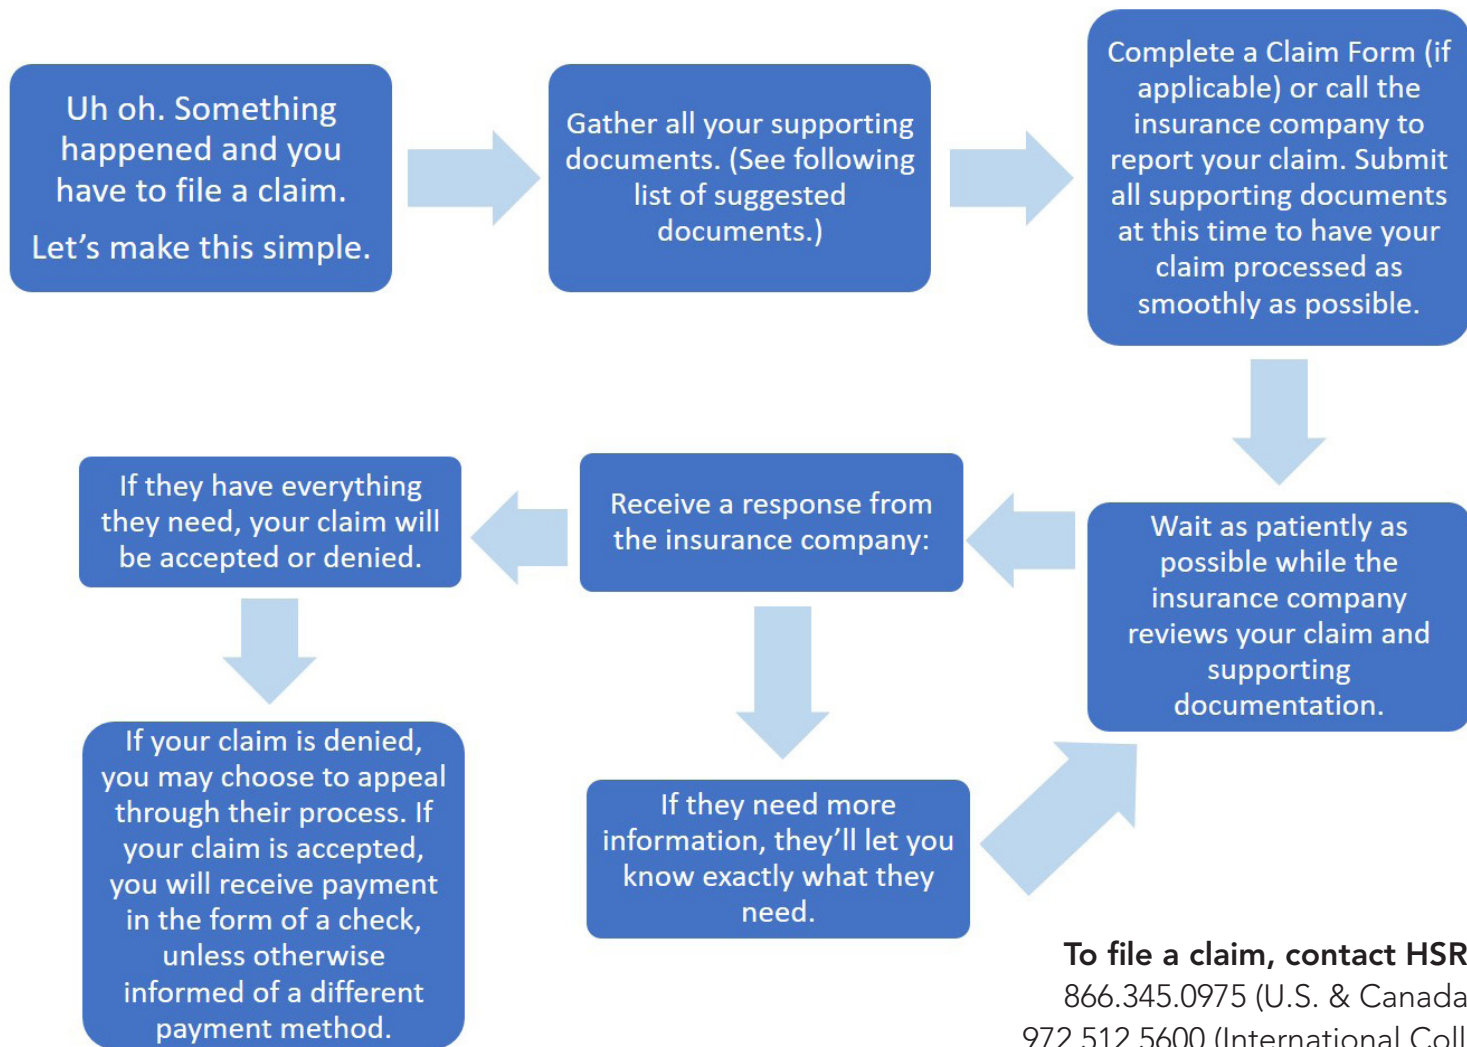 Uh oh. Something
happened and you
have to file a claim.
Let's make this simple.
Gather all your supporting
documents. (See following
list of suggested
documents.)
Complete a Claim Form (if
applicable) or call the
insurance company to
report your claim. Submit
all supporting documents
at this time to have your
claim processed as
smoothly as possible.
Wait as patiently as
possible while the
insurance company
reviews your claim and
supporting
documentation.
Receive a response from
the insurance company:
If they have everything
they need, your claim will
be accepted or denied.
If your claim is denied,
you may choose to appeal
through their process. If
your claim is accepted,
you will receive payment
in the form of a check,
unless otherwise
informed of a different
payment method.
If they need more
information, they'll let you
know exactly what they
need.
To file a claim, contact HSR
866.345.0975 (U.S. & Canada
972.512.5600 (International Coll